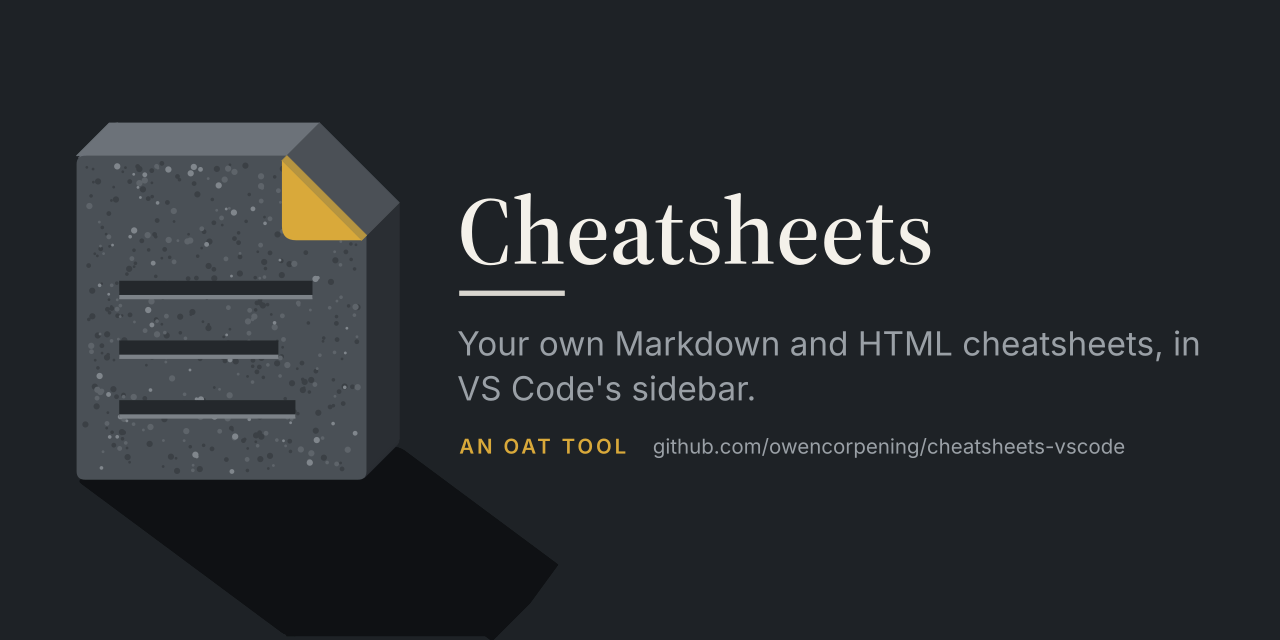 Cheatsheets
Your own Markdown and HTML cheatsheets, in
VS Code's sidebar.
AN OAT TOOL github.com/owencorpening/cheatsheets-vscode